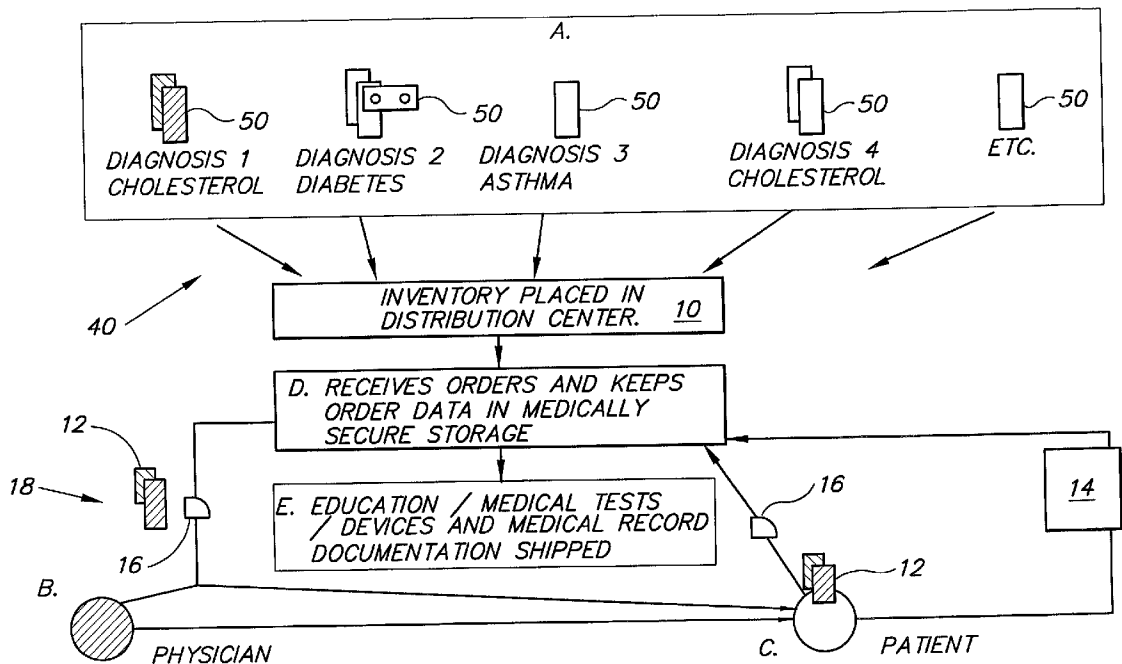 A.
50
50
50
50
50
DIAGNOSIS 1
CHOLESTEROL
DIAGNOSIS 2
DIABETES
DIAGNOSIS 3
ASTHMA
DIAGNOSIS 4
CHOLESTEROL
ETC.
40
INVENTORY PLACED IN
DISTRIBUTION CENTER.
10
D. RECEIVES ORDERS AND KEEPS
ORDER DATA IN MEDICALLY
SECURE STORAGE
12
18
16
E. EDUCATION / MEDICAL TESTS
/ DEVICES AND MEDICAL RECORD
DOCUMENTATION SHIPPED
16
14
12
B.
PHYSICIAN
C.
PATIENT